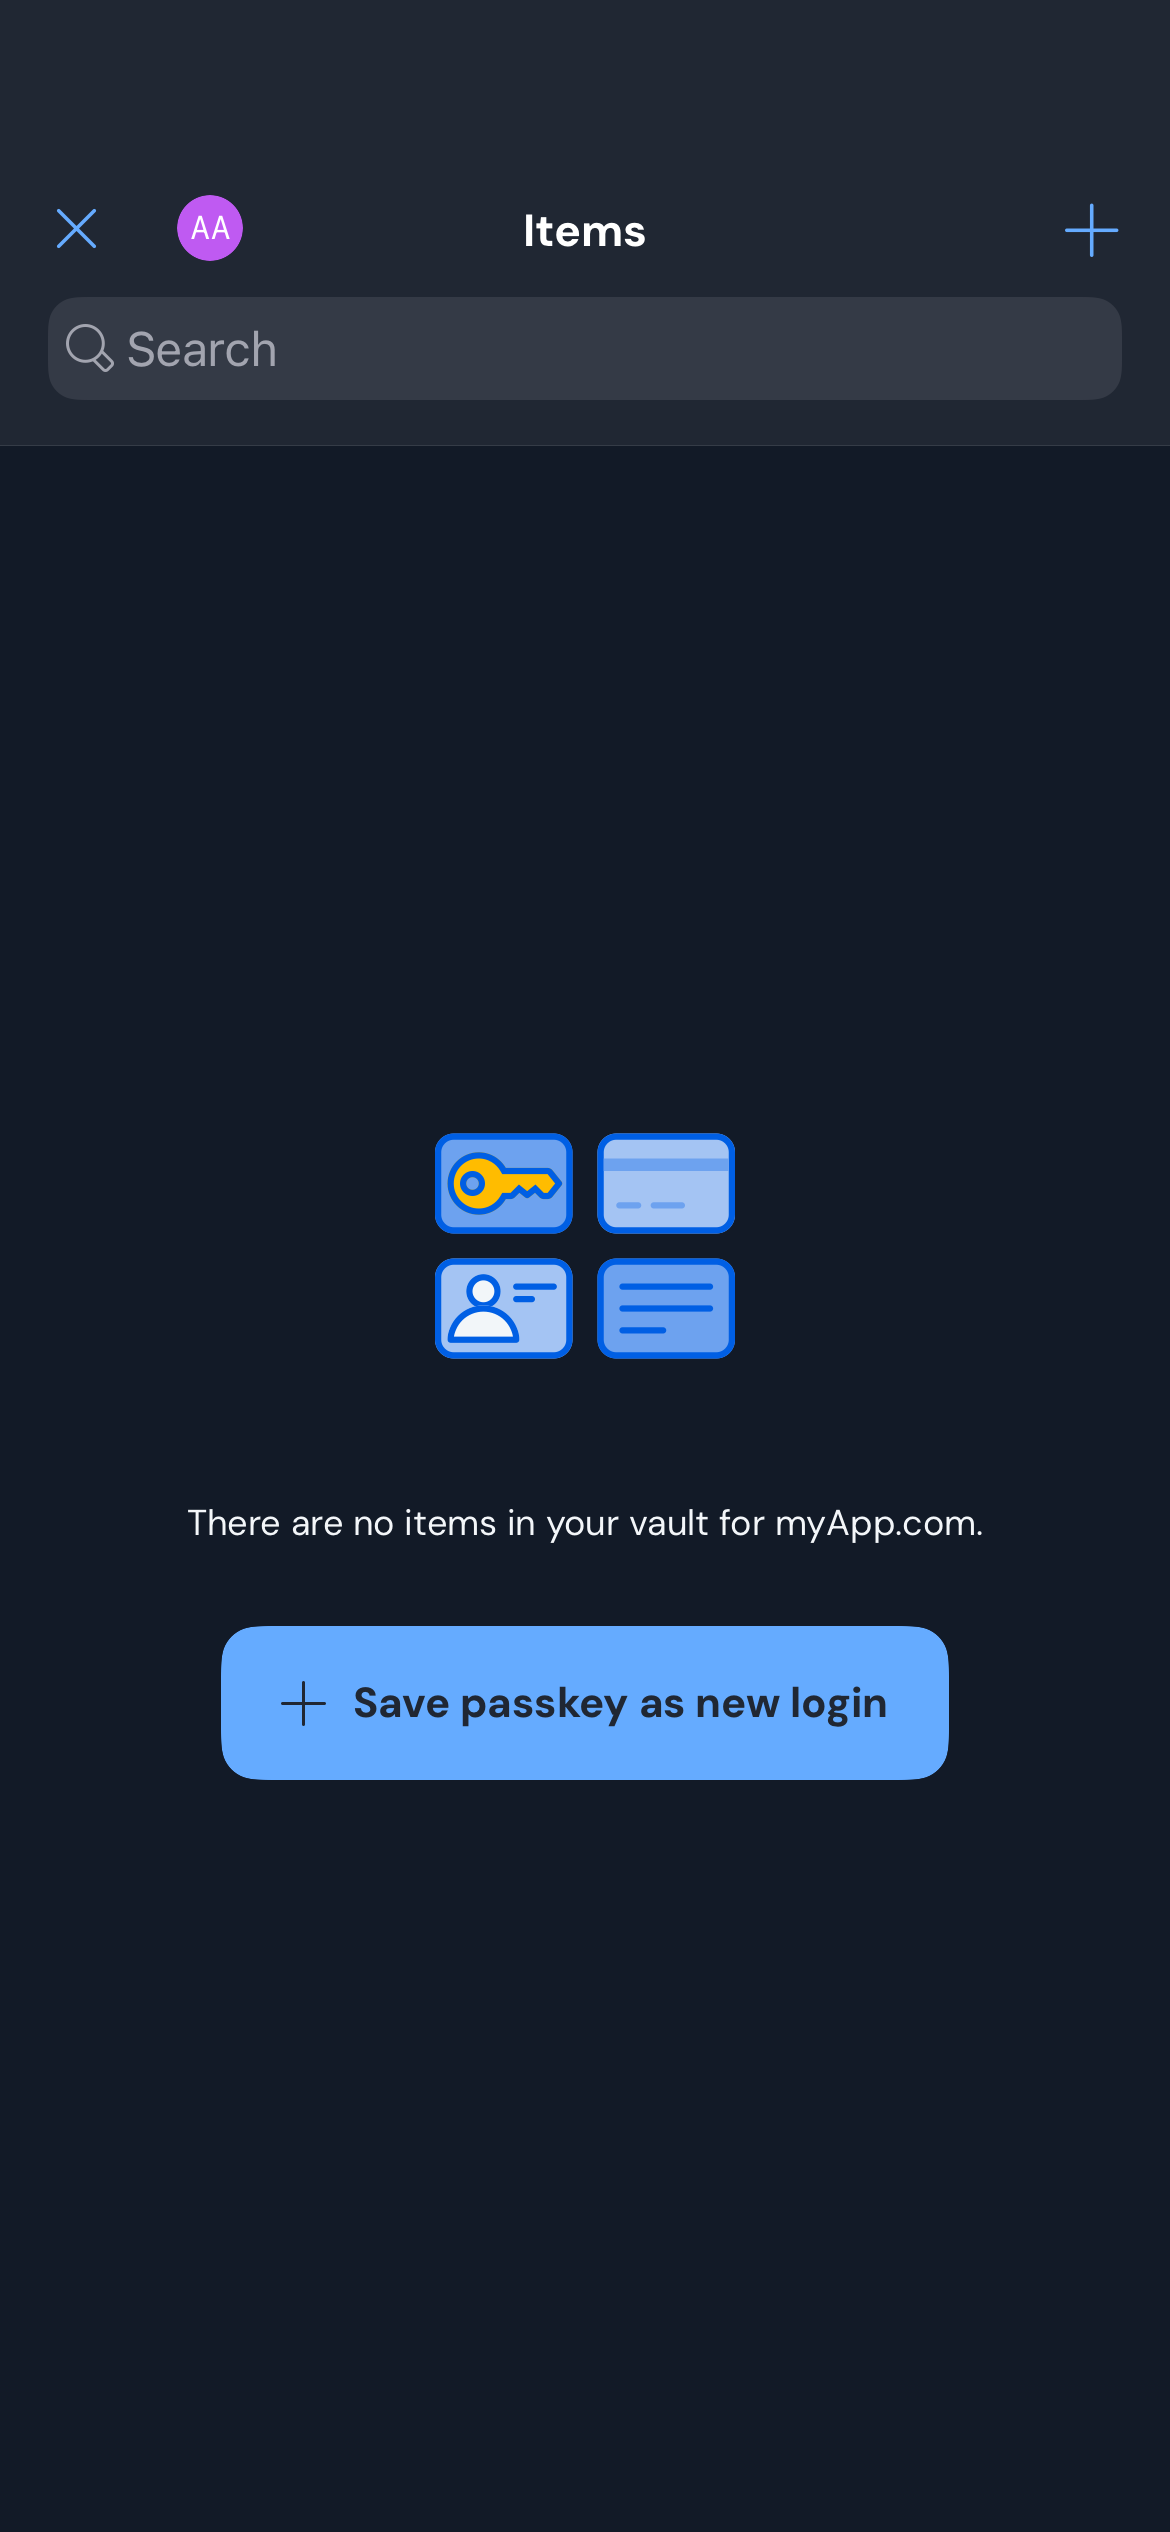 AA
Items
Search
There are no items in your vault for myApp.com.
Save passkey as new login